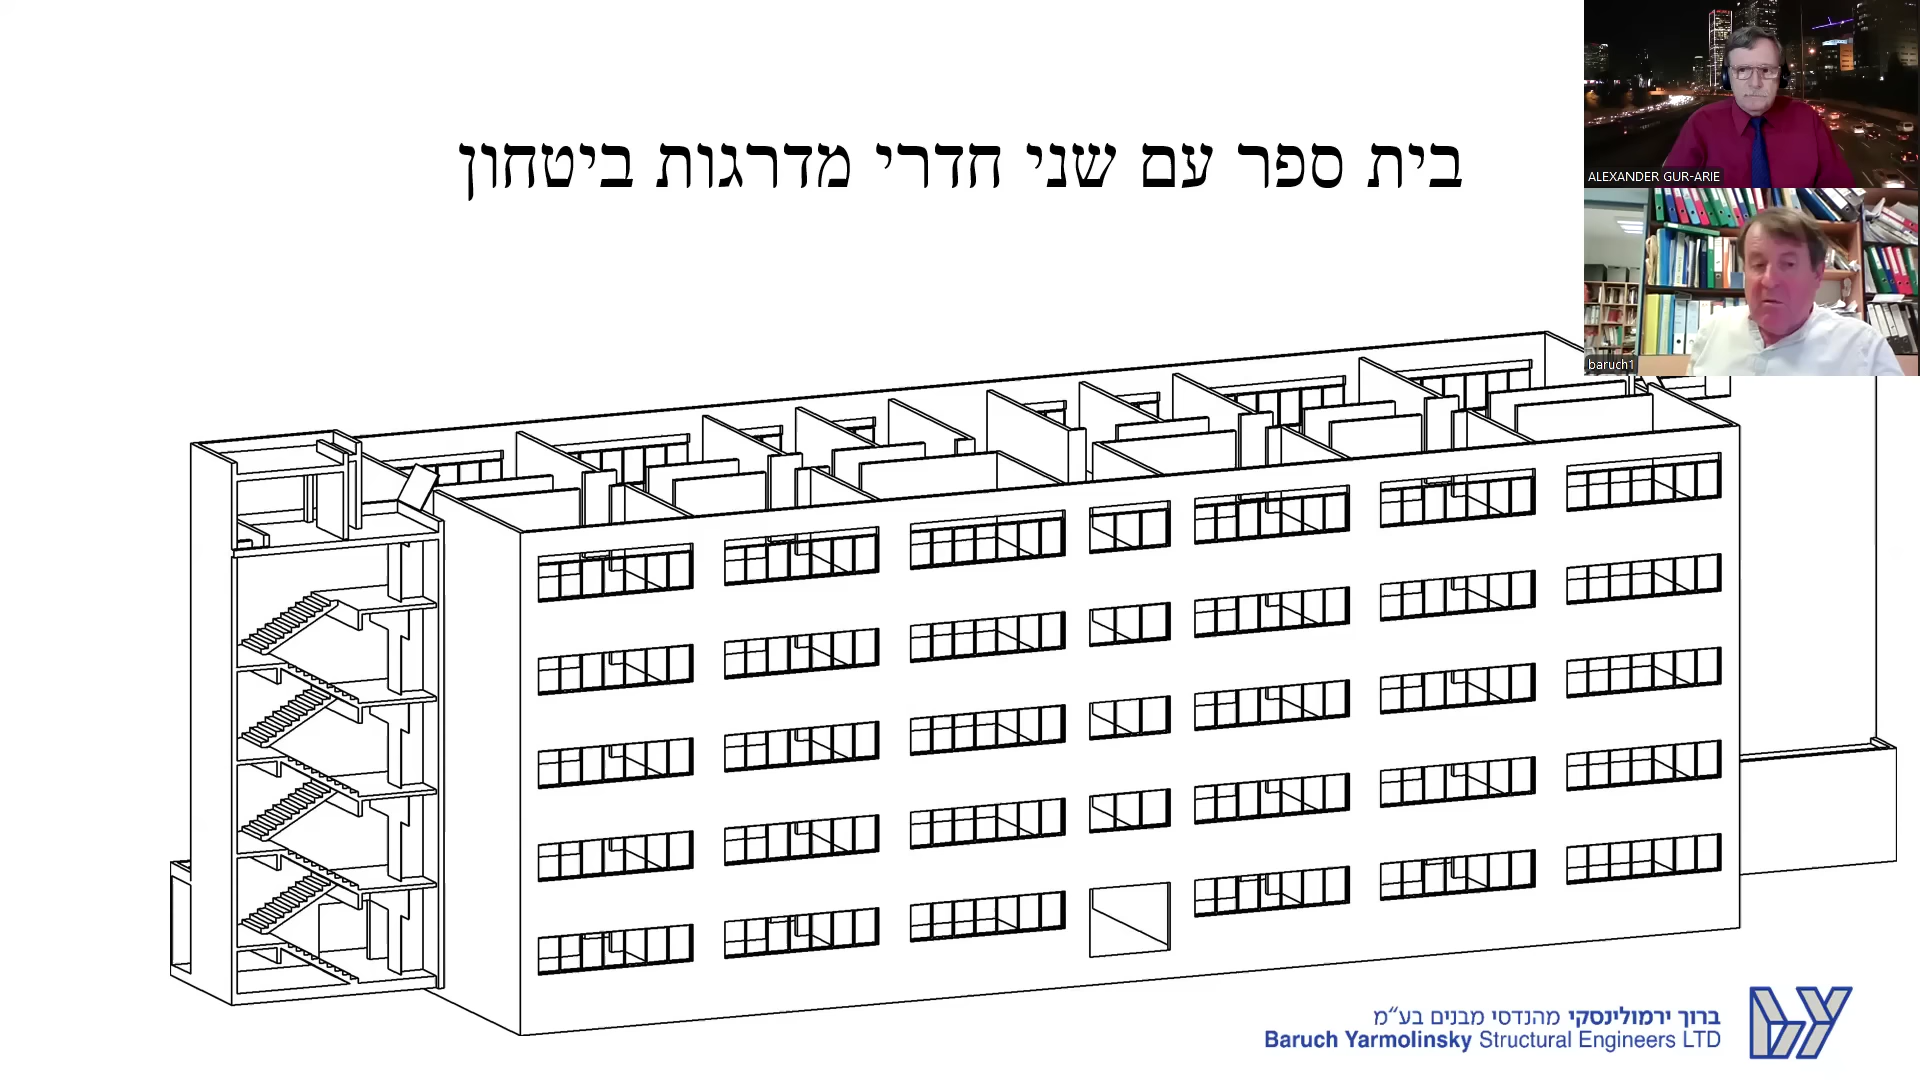 בית ספר עם שני חדרי מדרגות ביטחון
ALEXANDER GUR-ARIE
baruch1
ברוך ירמולינסקי מהנדסי מבנים בע״מ
Baruch Yarmolinsky Structural Engineers LTD